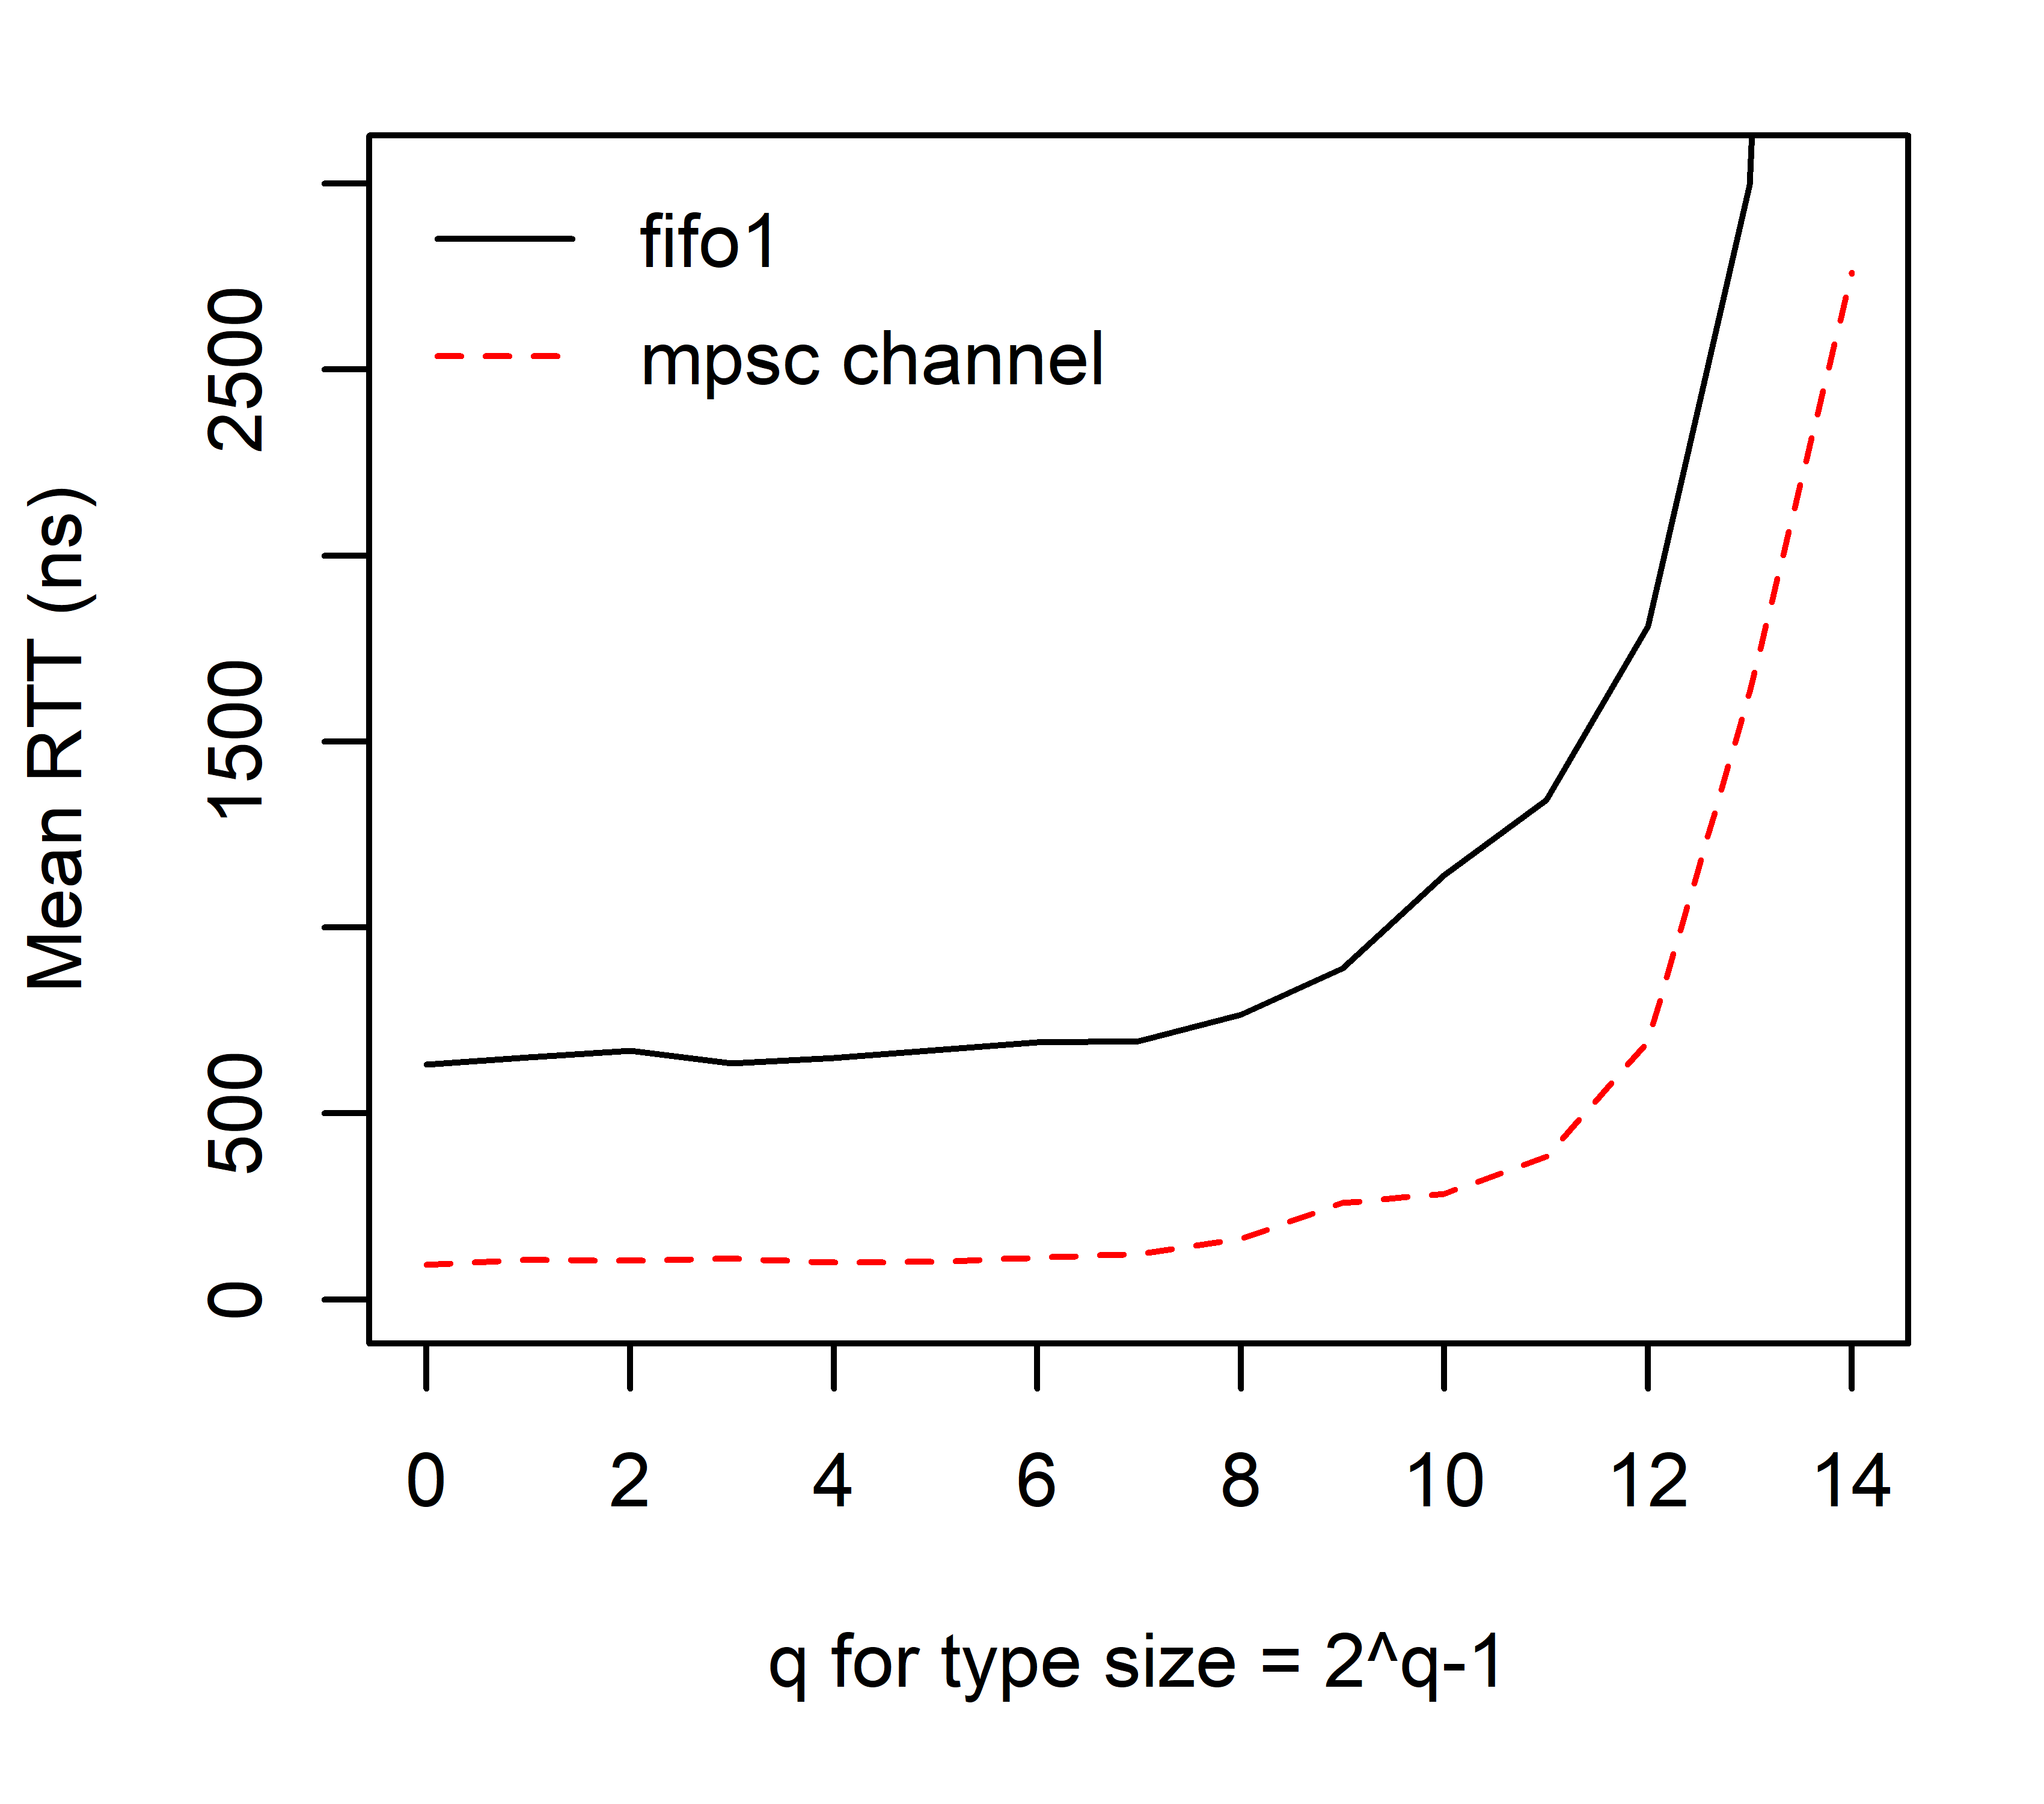 fifo1
mpsc channel
Mean RTT (ns)
2500
1500
500
0
0 2 4 6 8 10 12 14
q for type size = 2^q-1